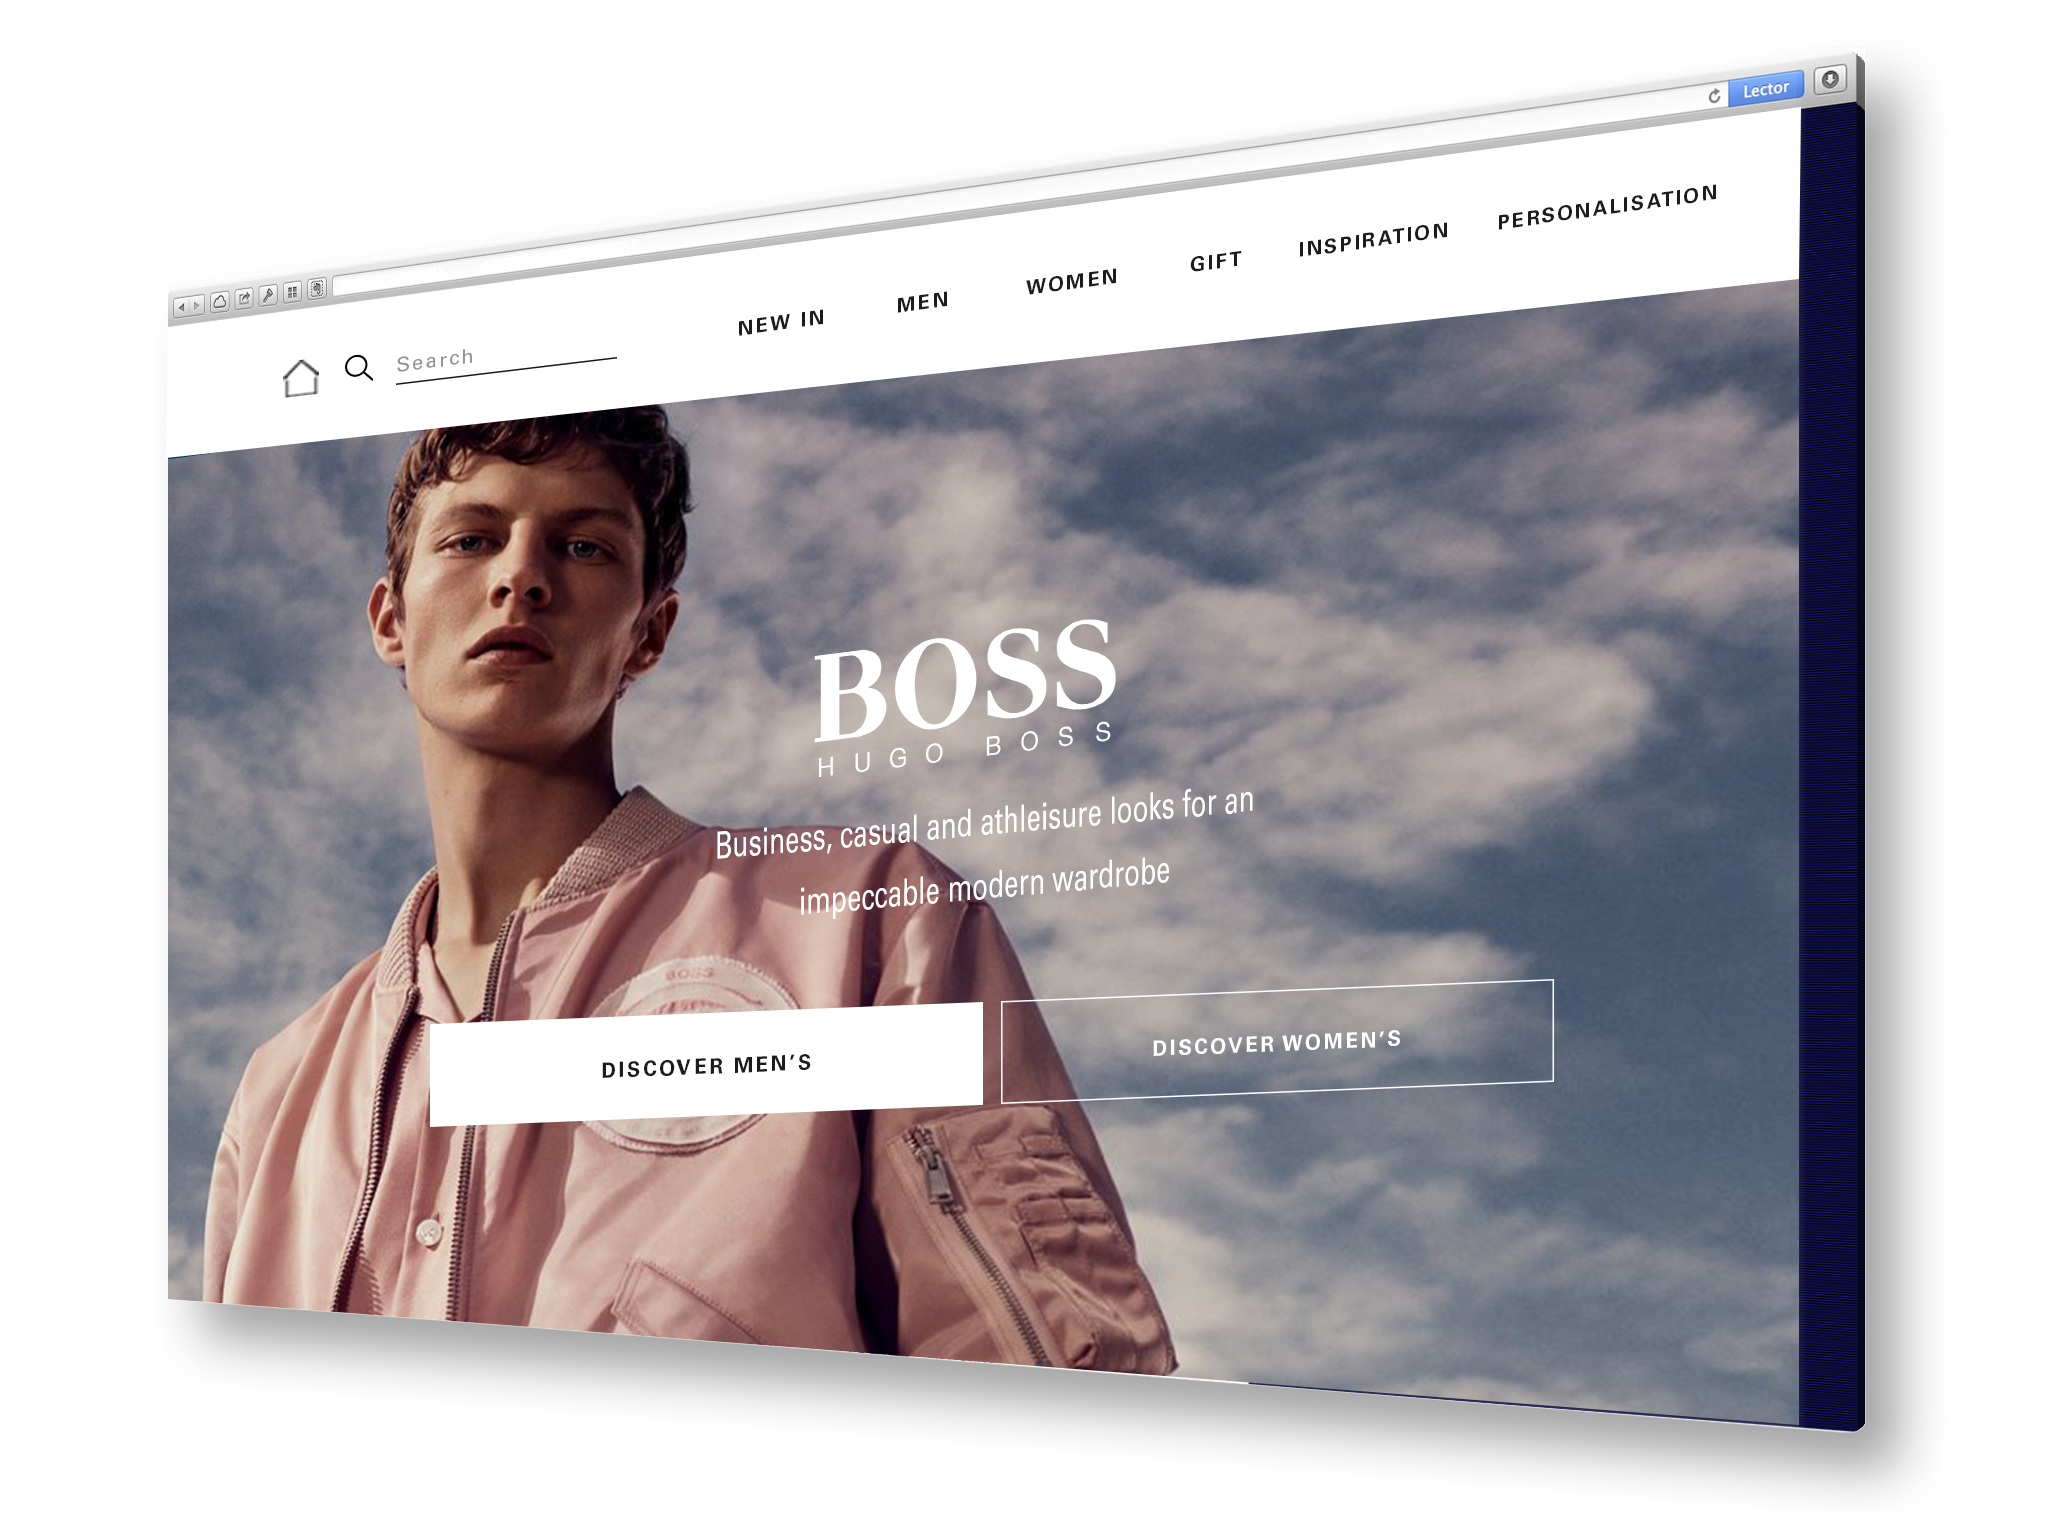 Lector
Search
NEW IN
MEN
WOMEN
GIFT
INSPIRATION
PERSONALISATION
BOSS
HUGO BOSS
Business, casual and athleisure looks for an
impeccable modern wardrobe
BOSS
DISCOVER MEN’S
DISCOVER WOMEN’S